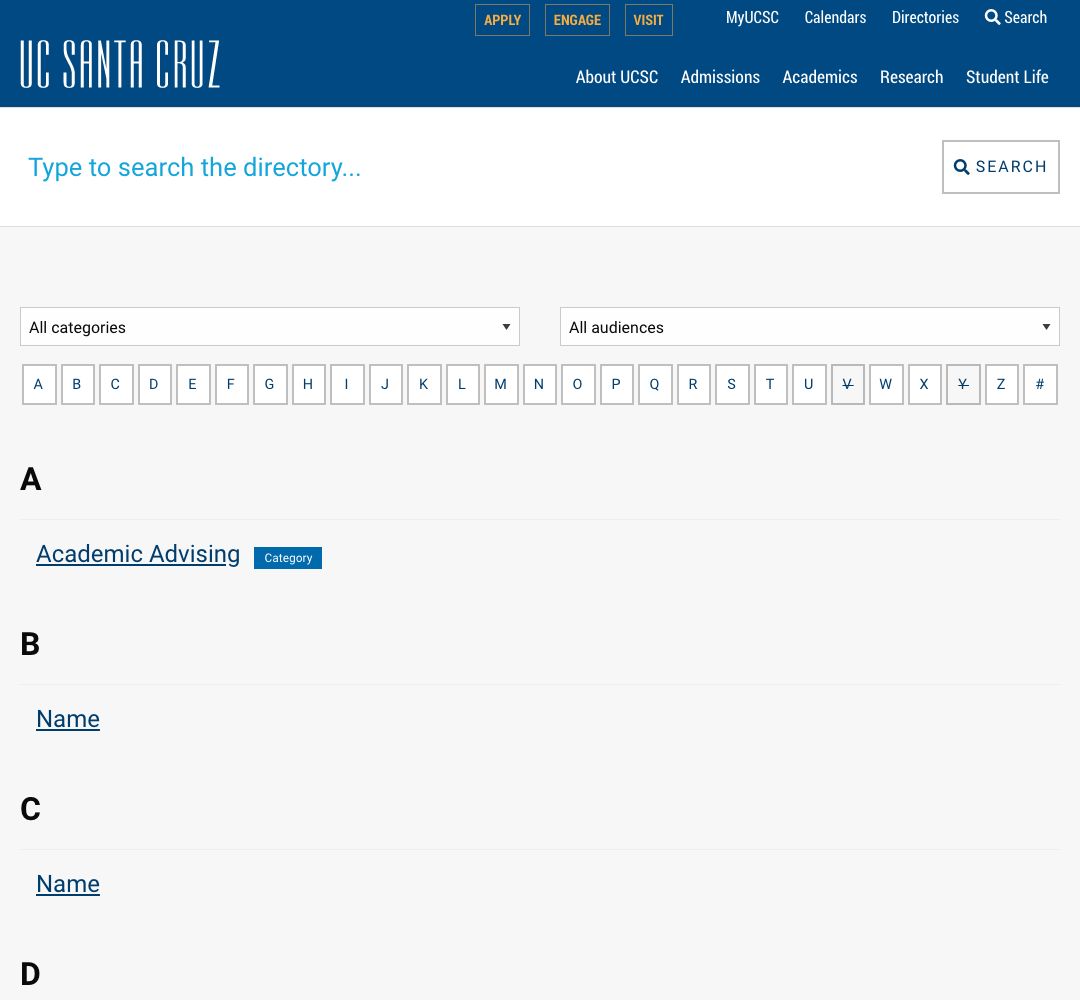 APPLY ENGAGE VISIT MyUCSC Calendars Directories Search
UC SANTA CRUZ
About UCSC Admissions Academics Research Student Life
Type to search the directory...
SEARCH
All categories All audiences
A B C D E F G H I J K L M N O P Q R S T U V W X Y Z #
A
Academic Advising Category
B
Name
C
Name
D